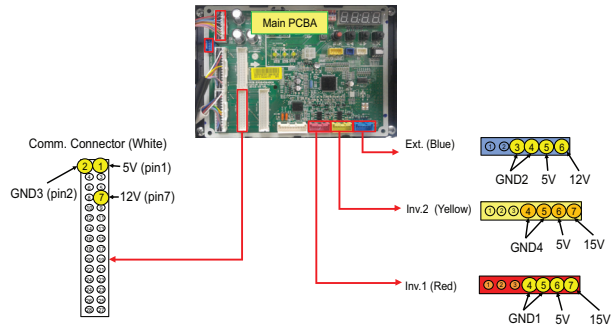 Main PCBA
Comm. Connector (White)
2 1
5V (pin1)
GND3 (pin2)
7
12V (pin7)
Ext. (Blue)
1 2 3 4 5 6
GND2 5V 12V
Inv.2 (Yellow)
1 2 3 4 5 6 7
GND4 5V 15V
Inv.1 (Red)
1 2 3 4 5 6 7
GND1 5V 15V